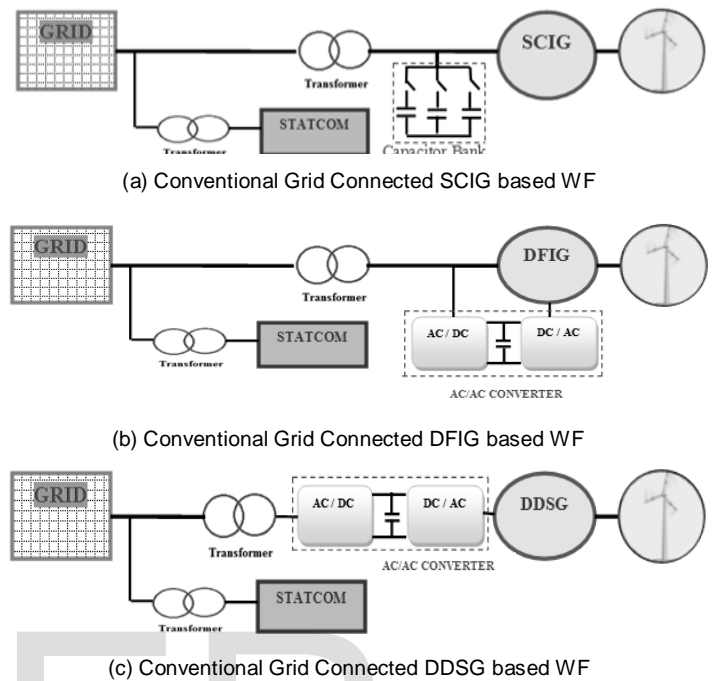 GRID
SCIG
Transformer
STATCOM
Transformer
Capacitor Bank
(a) Conventional Grid Connected SCIG based WF
GRID
DFIG
Transformer
STATCOM
AC / DC
DC / AC
Transformer
AC/AC CONVERTER
(b) Conventional Grid Connected DFIG based WF
GRID
AC / DC
DC / AC
DDSG
Transformer
AC/AC CONVERTER
STATCOM
Transformer
(c) Conventional Grid Connected DDSG based WF